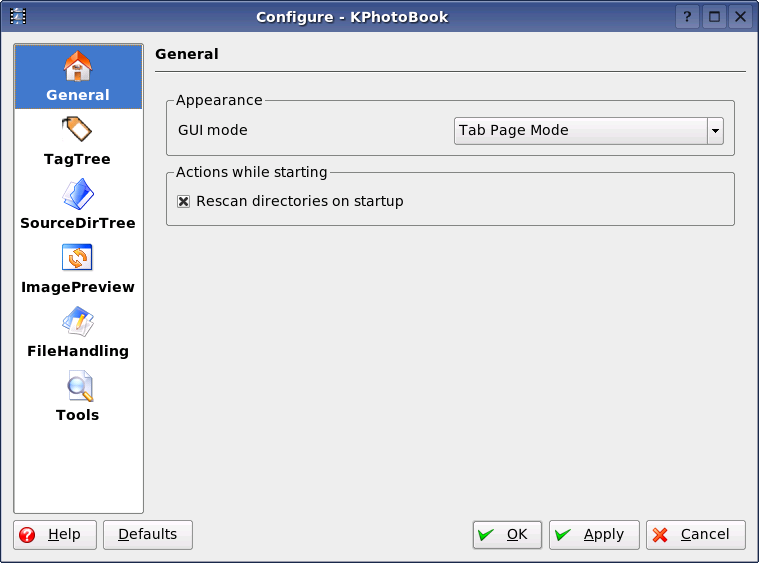 Configure - KPhotoBook
?
General
TagTree
SourceDirTree
ImagePreview
FileHandling
Tools
General
Appearance
GUI mode
Tab Page Mode
Actions while starting
Rescan directories on startup
Help
Defaults
OK
Apply
Cancel